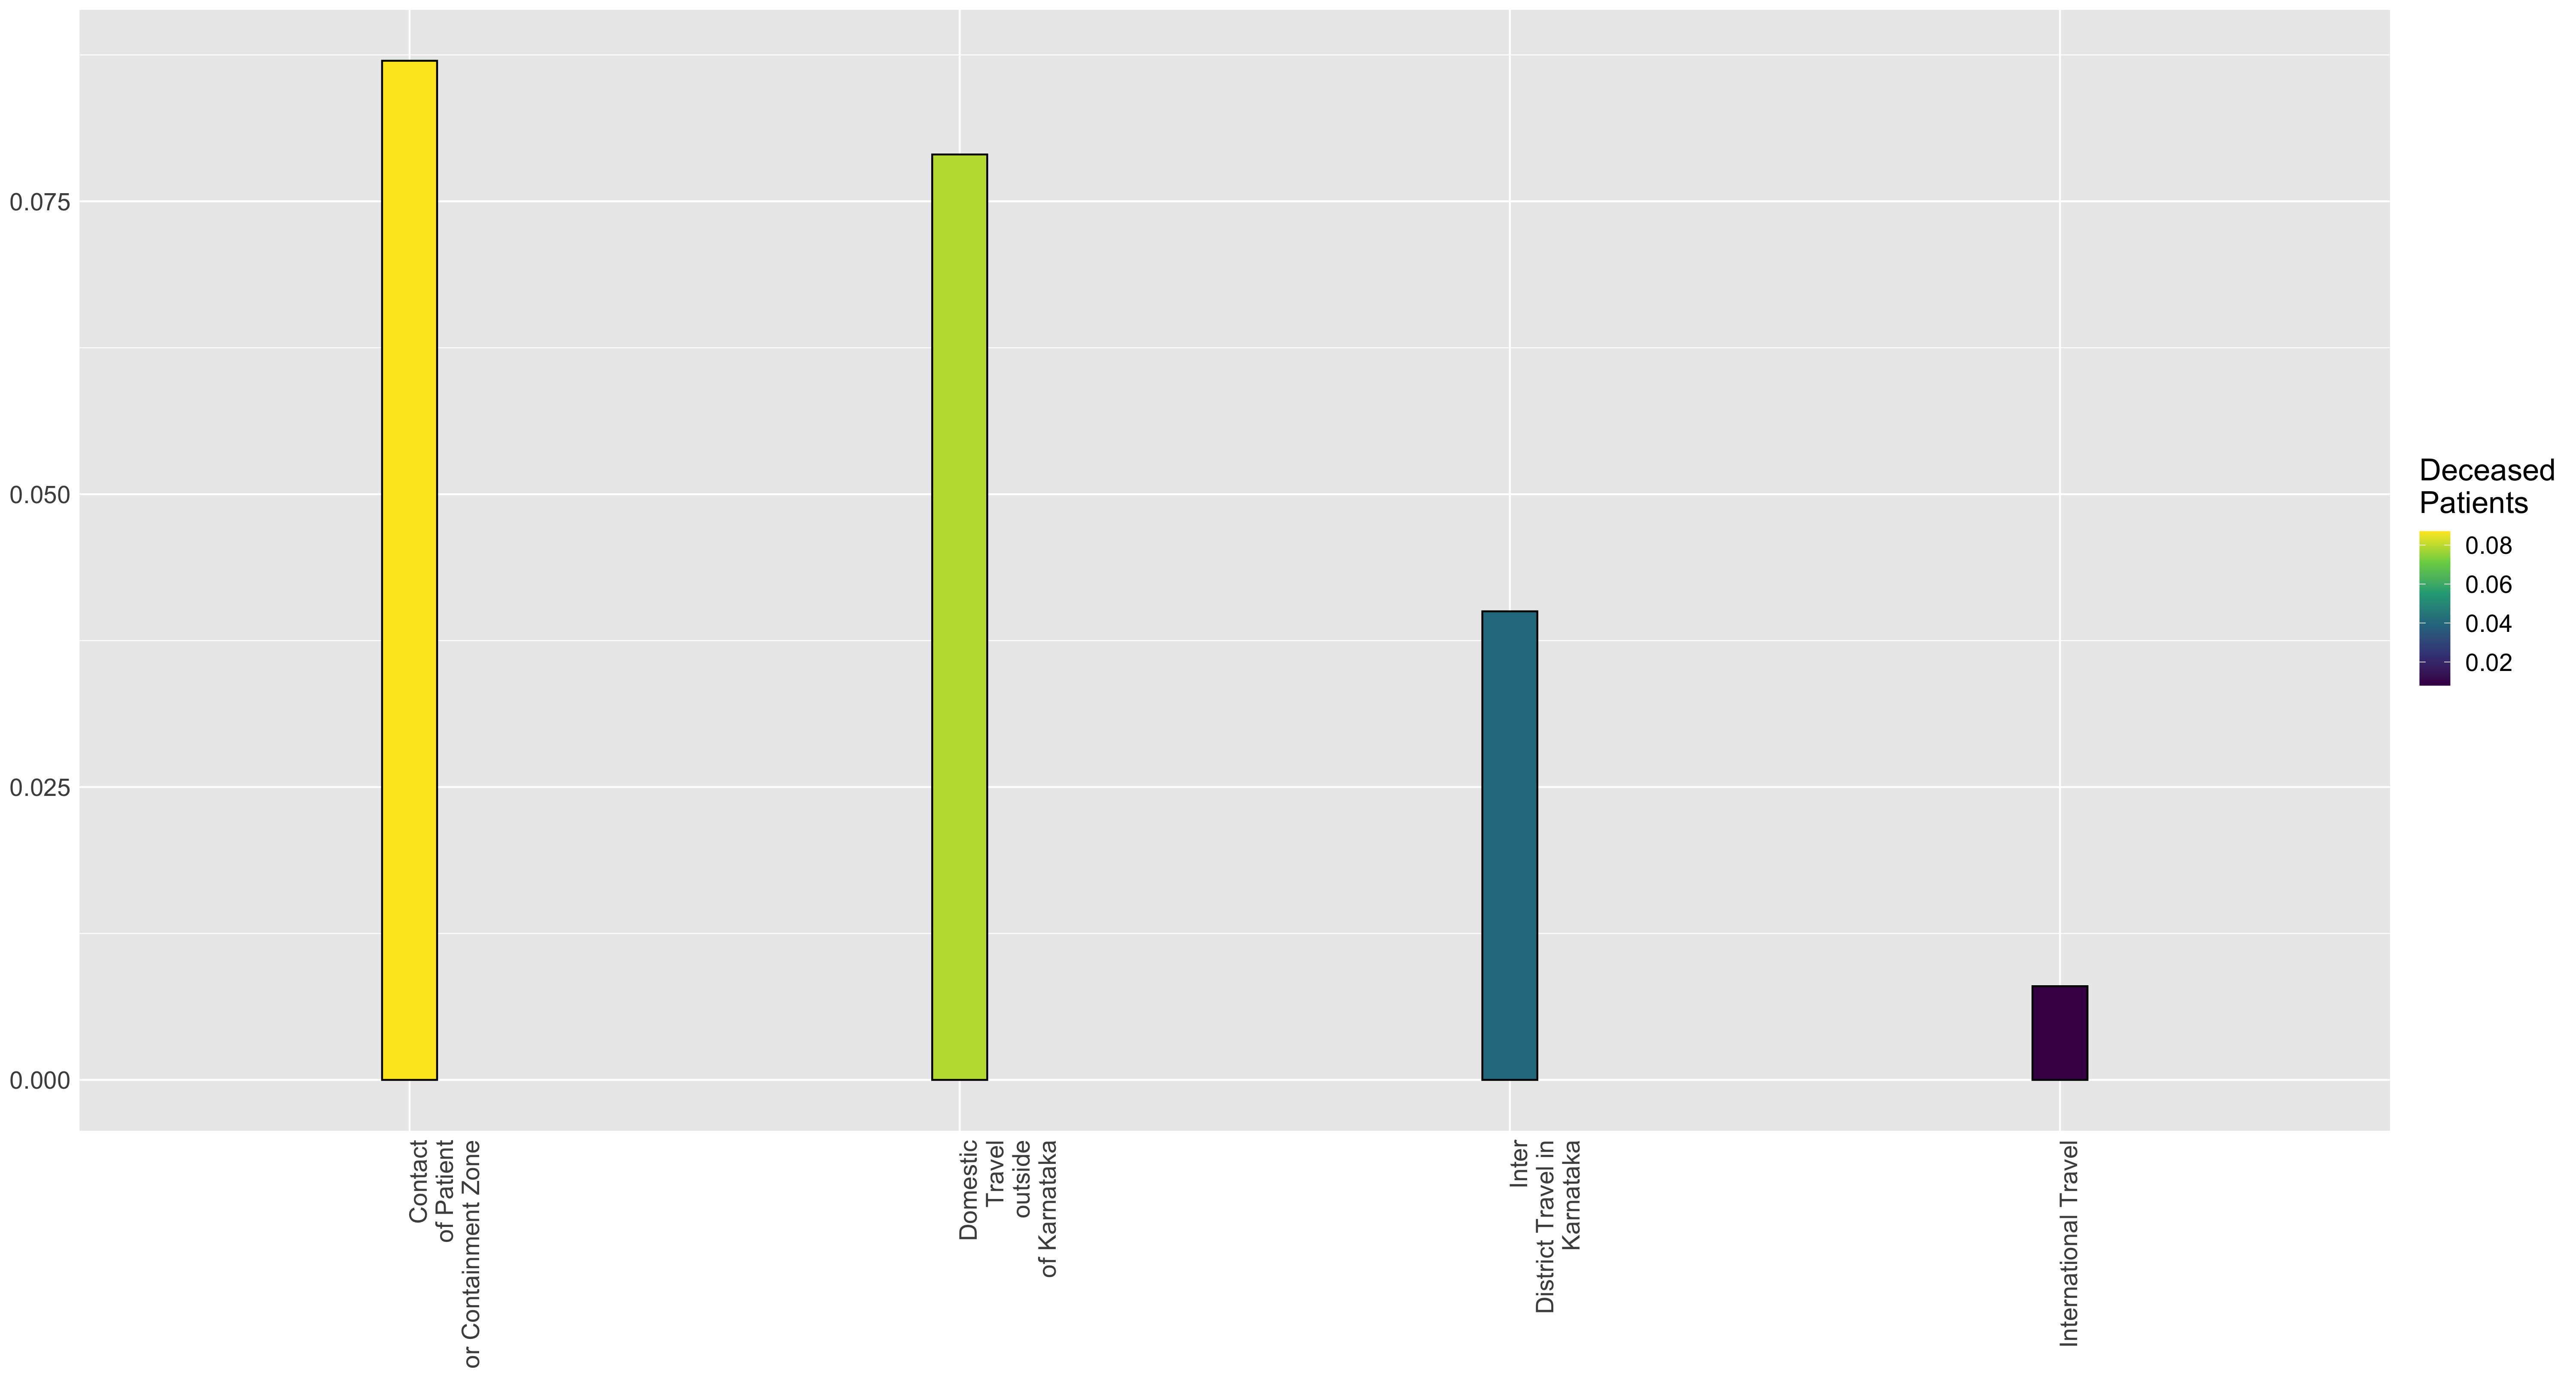 0.075
0.050
0.025
0.000
Contact
of Patient
or Containment Zone
Domestic
Travel
outside
of Karnataka
Inter
District Travel in
Karnataka
International Travel
Deceased
Patients
0.08
0.06
0.04
0.02